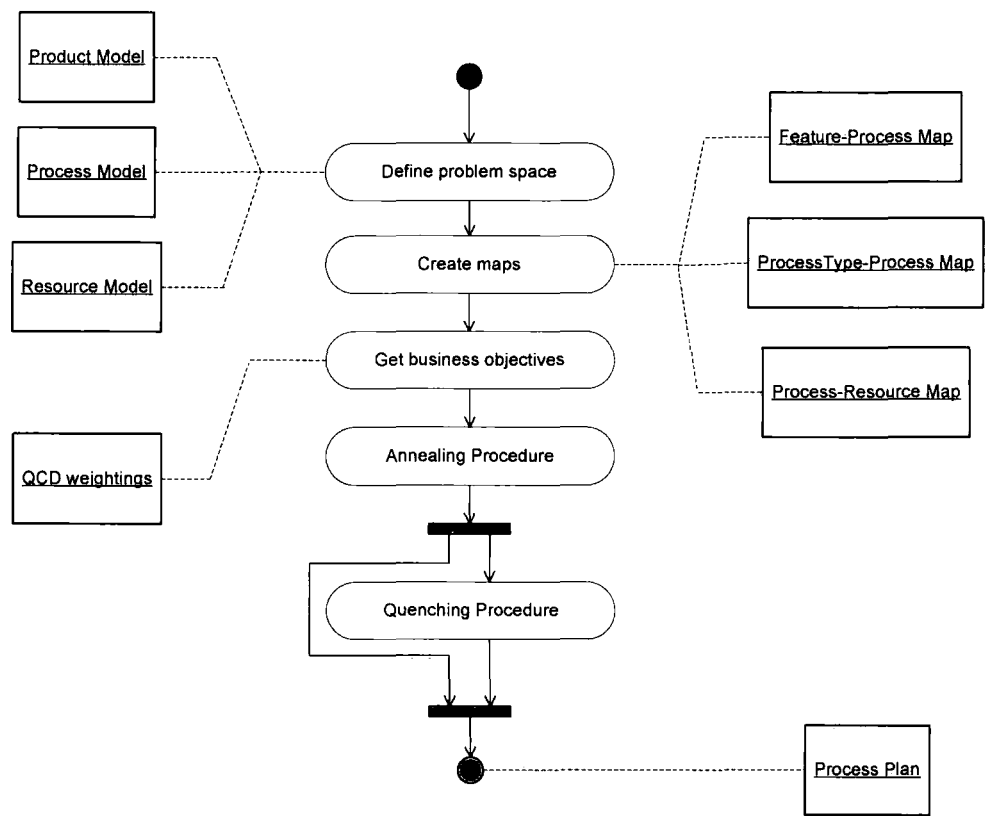 Product Model
Process Model
Resource Model
QCD weightings
Define problem space
Create maps
Get business objectives
Annealing Procedure
Quenching Procedure
Feature-Process Map
ProcessType-Process Map
Process-Resource Map
Process Plan